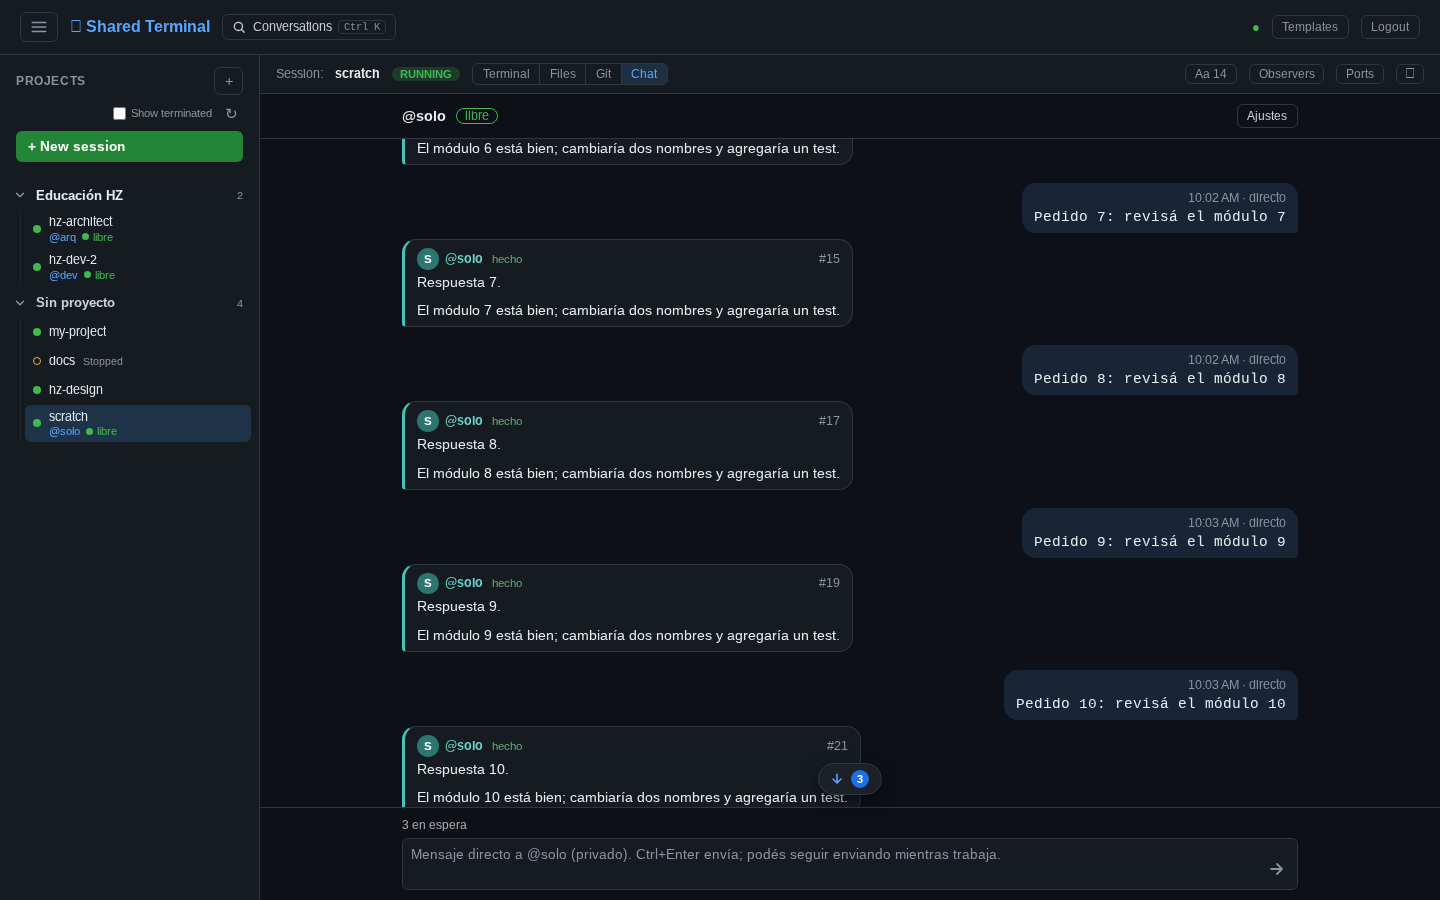 Shared Terminal
Conversations Ctrl K
Templates
Logout
PROJECTS
+
Show terminated
↻
+ New session
Educación HZ 2
hz-architect
@arq libre
hz-dev-2
@dev libre
Sin proyecto 4
my-project
docs Stopped
hz-design
scratch
@solo libre
Session: scratch RUNNING Terminal Files Git Chat
Aa 14 Observers Ports
@solo libre Ajustes
El módulo 6 está bien; cambiaría dos nombres y agregaría un test.
10:02 AM · directo
Pedido 7: revisá el módulo 7
S @solo hecho #15
Respuesta 7.
El módulo 7 está bien; cambiaría dos nombres y agregaría un test.
10:02 AM · directo
Pedido 8: revisá el módulo 8
S @solo hecho #17
Respuesta 8.
El módulo 8 está bien; cambiaría dos nombres y agregaría un test.
10:03 AM · directo
Pedido 9: revisá el módulo 9
S @solo hecho #19
Respuesta 9.
El módulo 9 está bien; cambiaría dos nombres y agregaría un test.
10:03 AM · directo
Pedido 10: revisá el módulo 10
S @solo hecho #21
Respuesta 10.
↓ 3
El módulo 10 está bien; cambiaría dos nombres y agregaría un test.
3 en espera
Mensaje directo a @solo (privado). Ctrl+Enter envía; podés seguir enviando mientras trabaja.